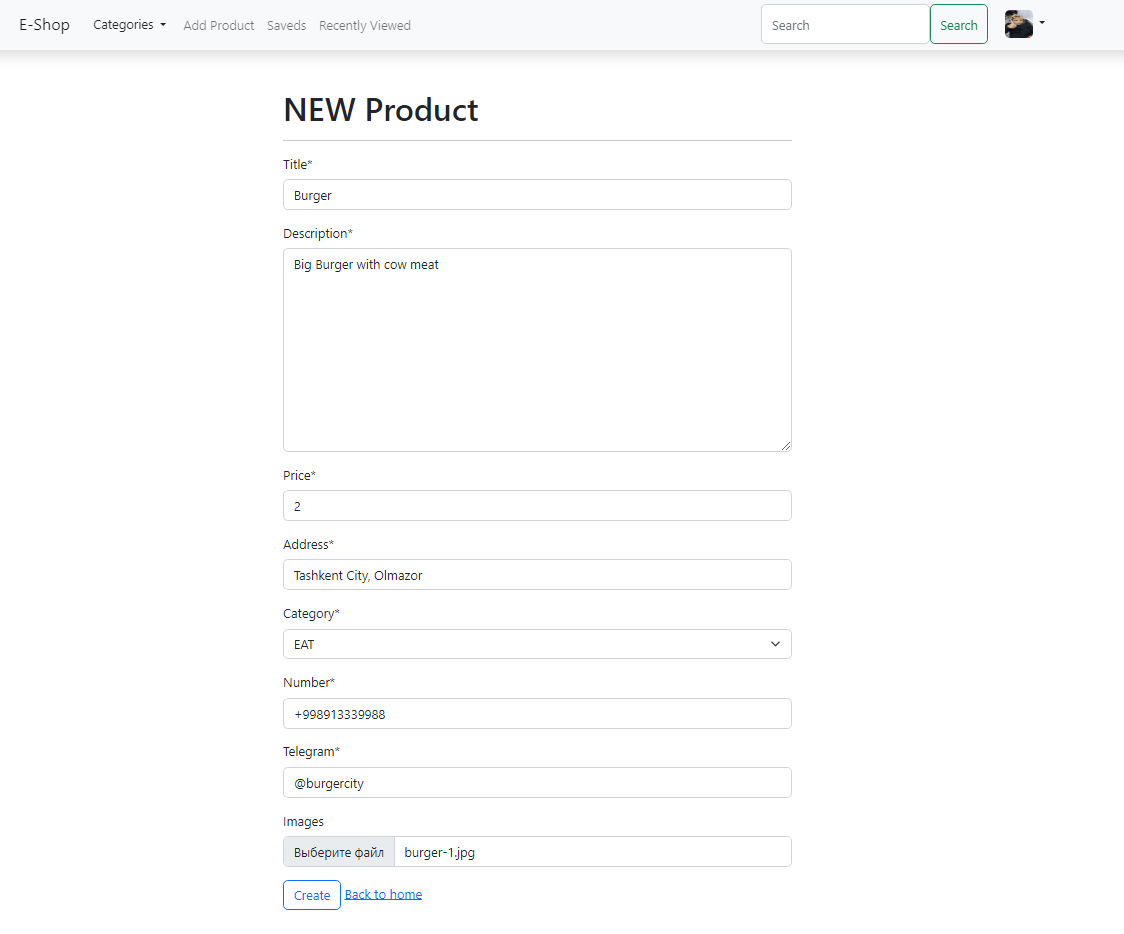 E-Shop Categories Add Product Saveds Recently Viewed Search Search
NEW Product
Title*
Burger
Description*
Big Burger with cow meat
Price*
2
Address*
Tashkent City, Olmazor
Category*
EAT
Number*
+998913339988
Telegram*
@burgercity
Images
Выберите файл burger-1.jpg
Create Back to home